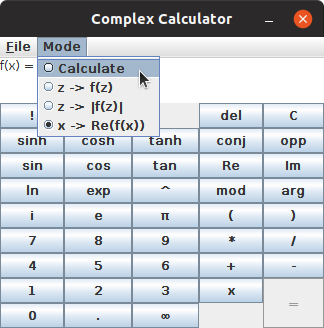 Complex Calculator
File Mode
f(x) =
Calculate
z -> f(z)
z -> |f(z)|
x -> Re(f(x))
! del C
sinh cosh tanh conj opp
sin cos tan Re Im
ln exp ^ mod arg
i e π ( )
7 8 9 * /
4 5 6 + -
1 2 3 x =
0 . ∞